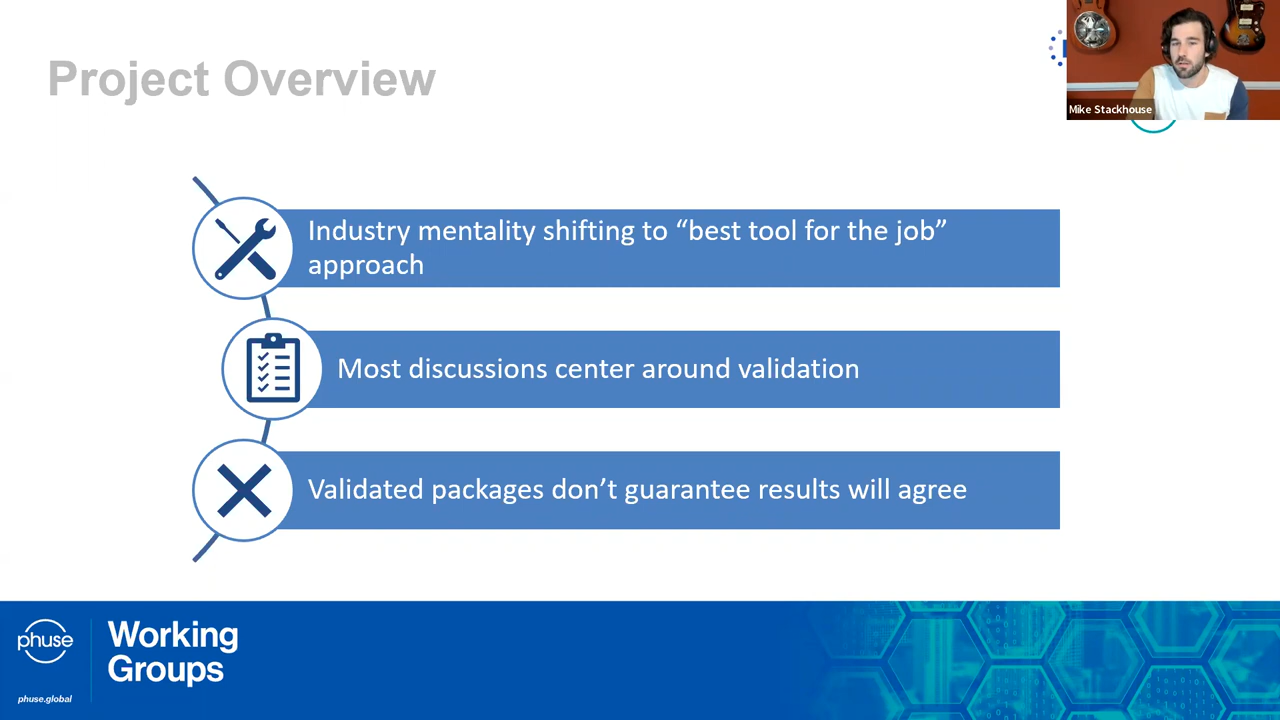 Project Overview
Mike Stackhouse
Industry mentality shifting to “best tool for the job”
approach
Most discussions center around validation
Validated packages don’t guarantee results will agree
phuse
Working
Groups
phuse.global